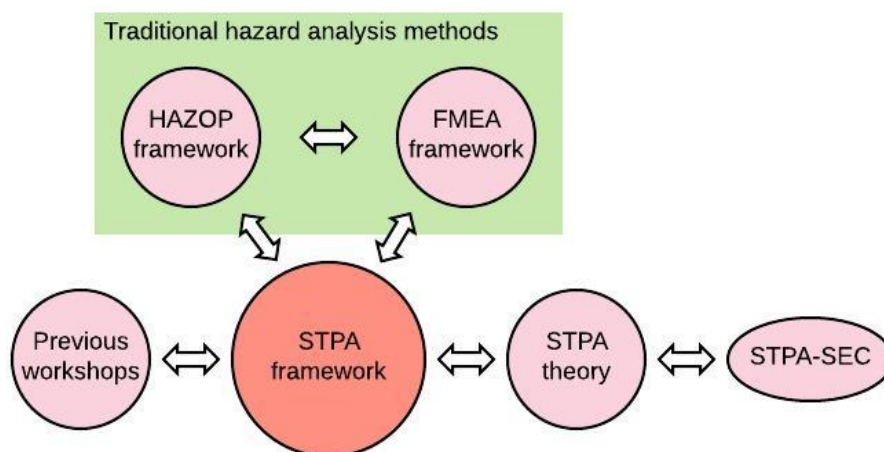 Traditional hazard analysis methods
HAZOP
framework
FMEA
framework
Previous
workshops
STPA
framework
STPA
theory
STPA-SEC